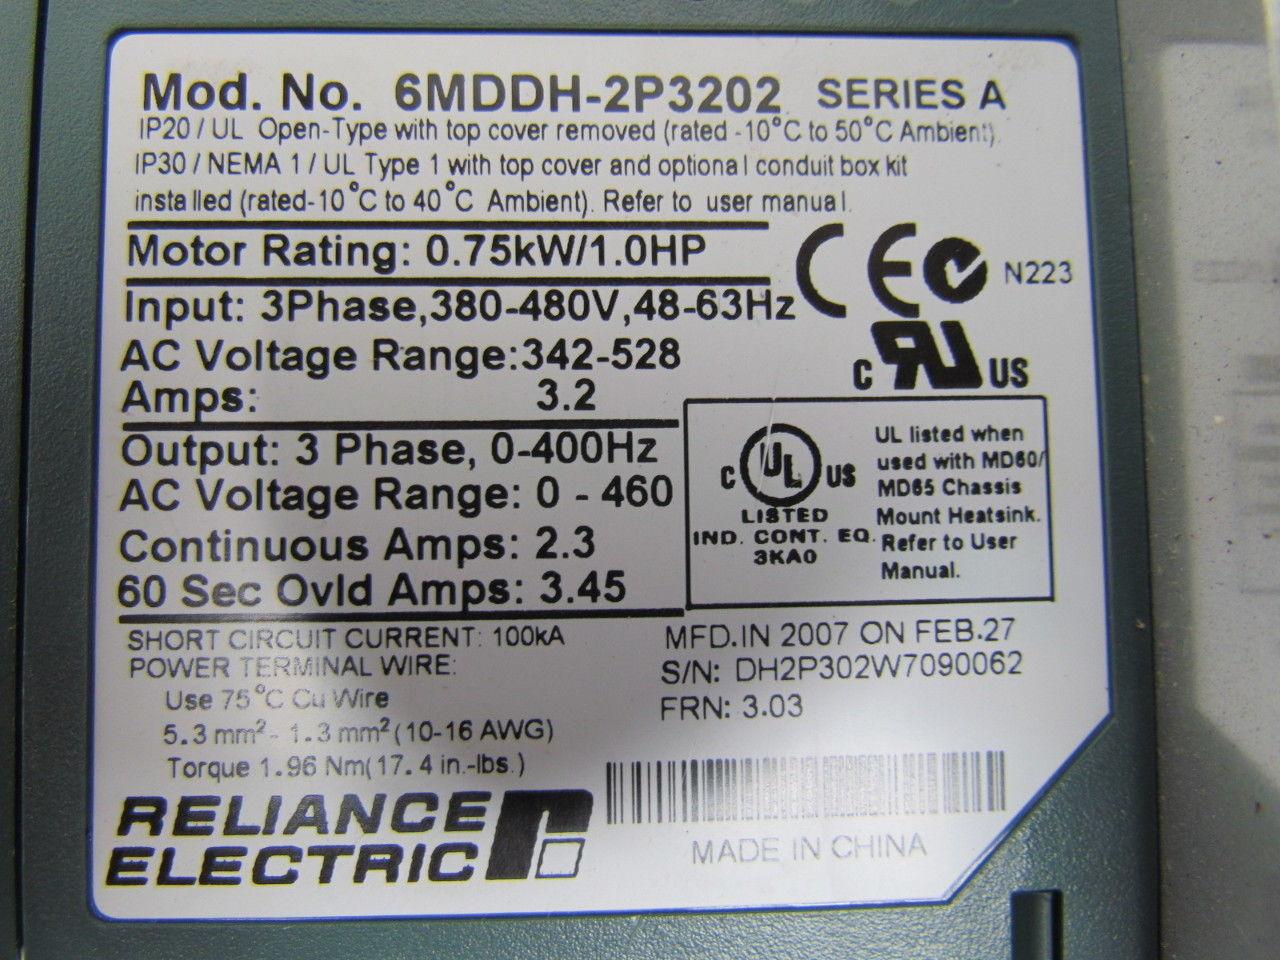 Mod. No. 6MDDH-2P3202 SERIES A
IP20 / UL Open-Type with top cover removed (rated -10°C to 50°C Ambient).
IP30 / NEMA 1 / UL Type 1 with top cover and optional conduit box kit
installed (rated-10°C to 40°C Ambient). Refer to user manual.
Motor Rating: 0.75kW/1.0HP
CE N223
Input: 3Phase,380-480V,48-63Hz
AC Voltage Range:342-528
Amps: 3.2
C RU US
Output: 3 Phase, 0-400Hz
AC Voltage Range: 0 - 460
Continuous Amps: 2.3
60 Sec Ovld Amps: 3.45
C UL US
LISTED
IND. CONT. EQ.
3KA0
UL listed when
used with MD60/
MD65 Chassis
Mount Heatsink.
Refer to User
Manual.
SHORT CIRCUIT CURRENT: 100kA
POWER TERMINAL WIRE:
Use 75°C Cu Wire
5.3 mm²- 1.3 mm² (10-16 AWG)
Torque 1.96 Nm(17.4 in.-lbs.)
MFD.IN 2007 ON FEB.27
S/N: DH2P302W7090062
FRN: 3.03
RELIANCE
ELECTRIC
MADE IN CHINA